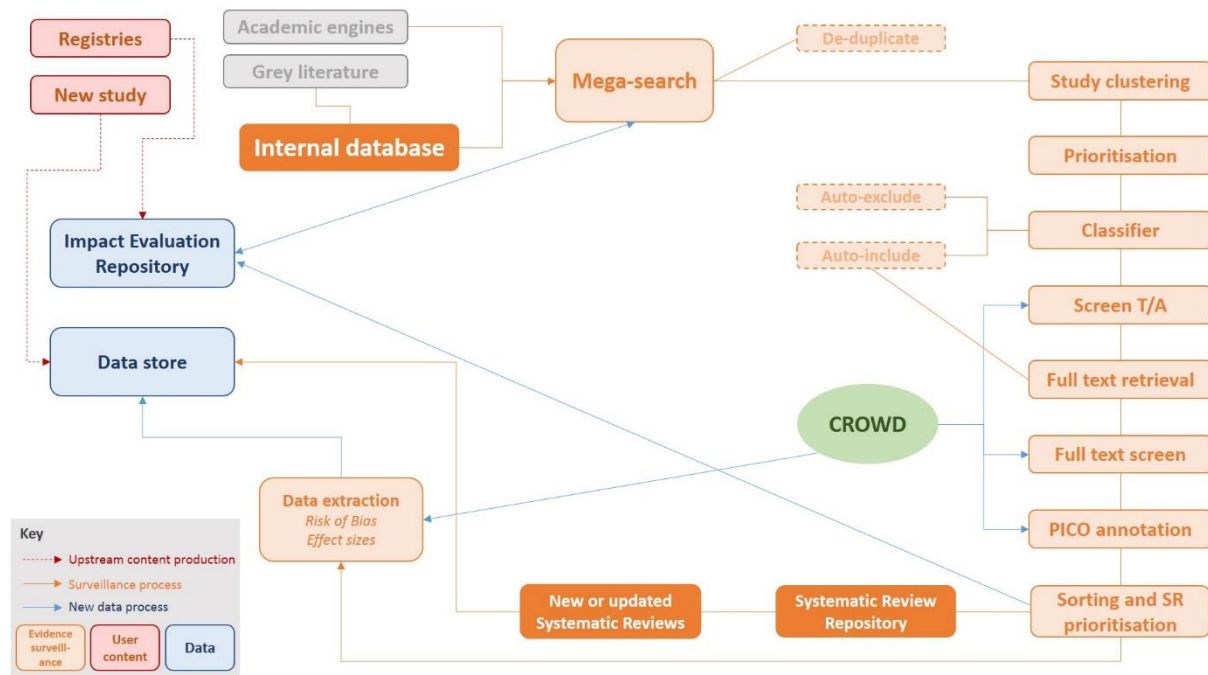 Registries
New study
Academic engines
Grey literature
Internal database
Mega-search
De-duplicate
Study clustering
Prioritisation
Auto-exclude
Classifier
Auto-include
Impact Evaluation
Repository
Screen T/A
Data store
Full text retrieval
CROWD
Full text screen
Data extraction
Risk of Bias
Effect sizes
PICO annotation
New or updated
Systematic Reviews
Systematic Review
Repository
Sorting and SR
prioritisation
Key
Upstream content production
Surveillance process
New data process
Evidence
surveill-
ance
User
content
Data